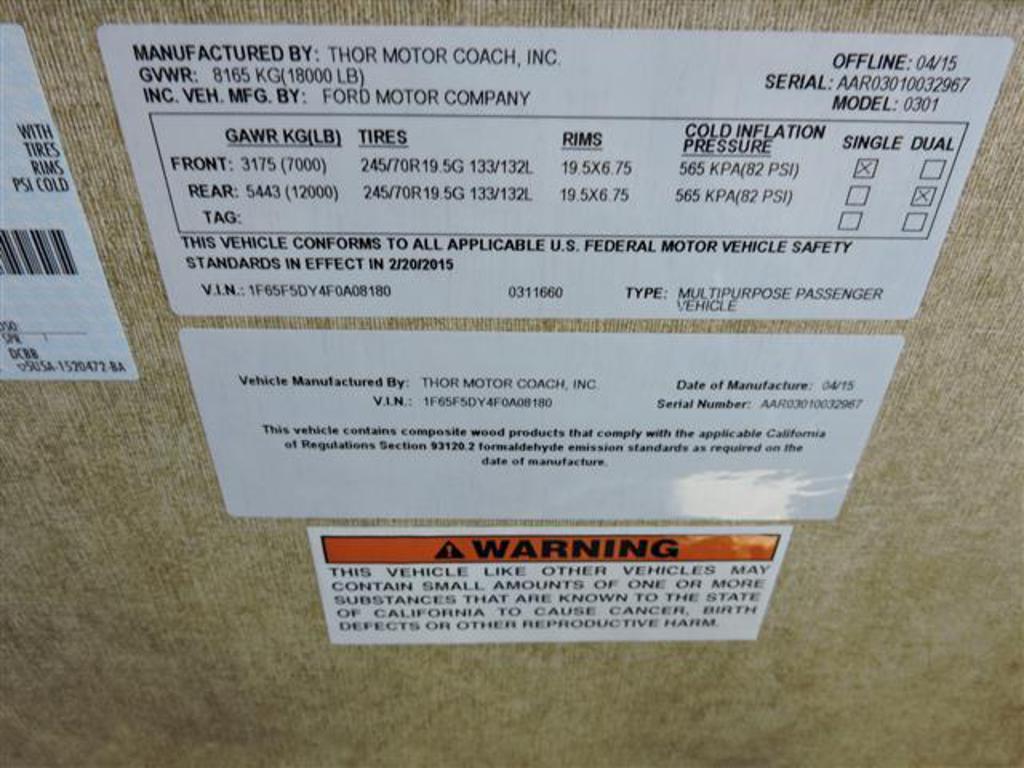 MANUFACTURED BY: THOR MOTOR COACH, INC.
OFFLINE: 04/15
GVWR: 8165 KG(18000 LB)
SERIAL: AAR03010032967
INC. VEH. MFG. BY: FORD MOTOR COMPANY
MODEL: 0301
GAWR KG(LB) TIRES RIMS COLD INFLATION PRESSURE SINGLE DUAL
FRONT: 3175 (7000) 245/70R19.5G 133/132L 19.5X6.75 565 KPA(82 PSI) ☒ ☐
REAR: 5443 (12000) 245/70R19.5G 133/132L 19.5X6.75 565 KPA(82 PSI) ☐ ☒
TAG: ☐ ☐
THIS VEHICLE CONFORMS TO ALL APPLICABLE U.S. FEDERAL MOTOR VEHICLE SAFETY
STANDARDS IN EFFECT IN 2/20/2015
V.I.N.: 1F65F5DY4F0A08180 0311660 TYPE: MULTIPURPOSE PASSENGER
VEHICLE
WITH
TIRES
RIMS
PSI COLD
SPR
DCBB
Vehicle Manufactured By: THOR MOTOR COACH, INC. Date of Manufacture: 04/15
V.I.N.: 1F65F5DY4F0A08180 Serial Number: AAR03010032967
This vehicle contains composite wood products that comply with the applicable California
of Regulations Section 93120.2 formaldehyde emission standards as required on the
date of manufacture.
WARNING
THIS VEHICLE LIKE OTHER VEHICLES MAY
CONTAIN SMALL AMOUNTS OF ONE OR MORE
SUBSTANCES THAT ARE KNOWN TO THE STATE
OF CALIFORNIA TO CAUSE CANCER, BIRTH
DEFECTS OR OTHER REPRODUCTIVE HARM.